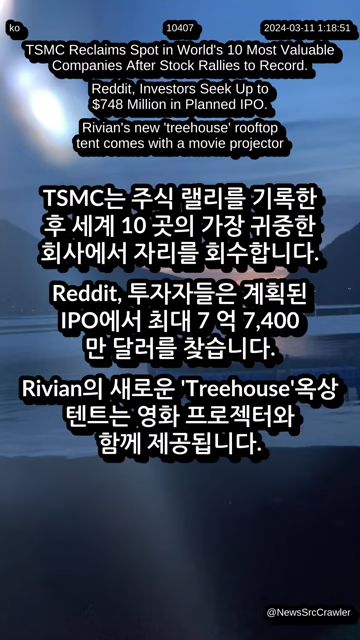 ko 10407 2024-03-11 1:18:51
TSMC Reclaims Spot in World's 10 Most Valuable
Companies After Stock Rallies to Record.
Reddit, Investors Seek Up to
$748 Million in Planned IPO.
Rivian's new 'treehouse' rooftop
tent comes with a movie projector
TSMC는 주식 랠리를 기록한
후 세계 10 곳의 가장 귀중한
회사에서 자리를 회수합니다.
Reddit, 투자자들은 계획된
IPO에서 최대 7 억 7,400
만 달러를 찾습니다.
Rivian의 새로운 'Treehouse'옥상
텐트는 영화 프로젝터와
함께 제공됩니다.
@NewsSrcCrawler